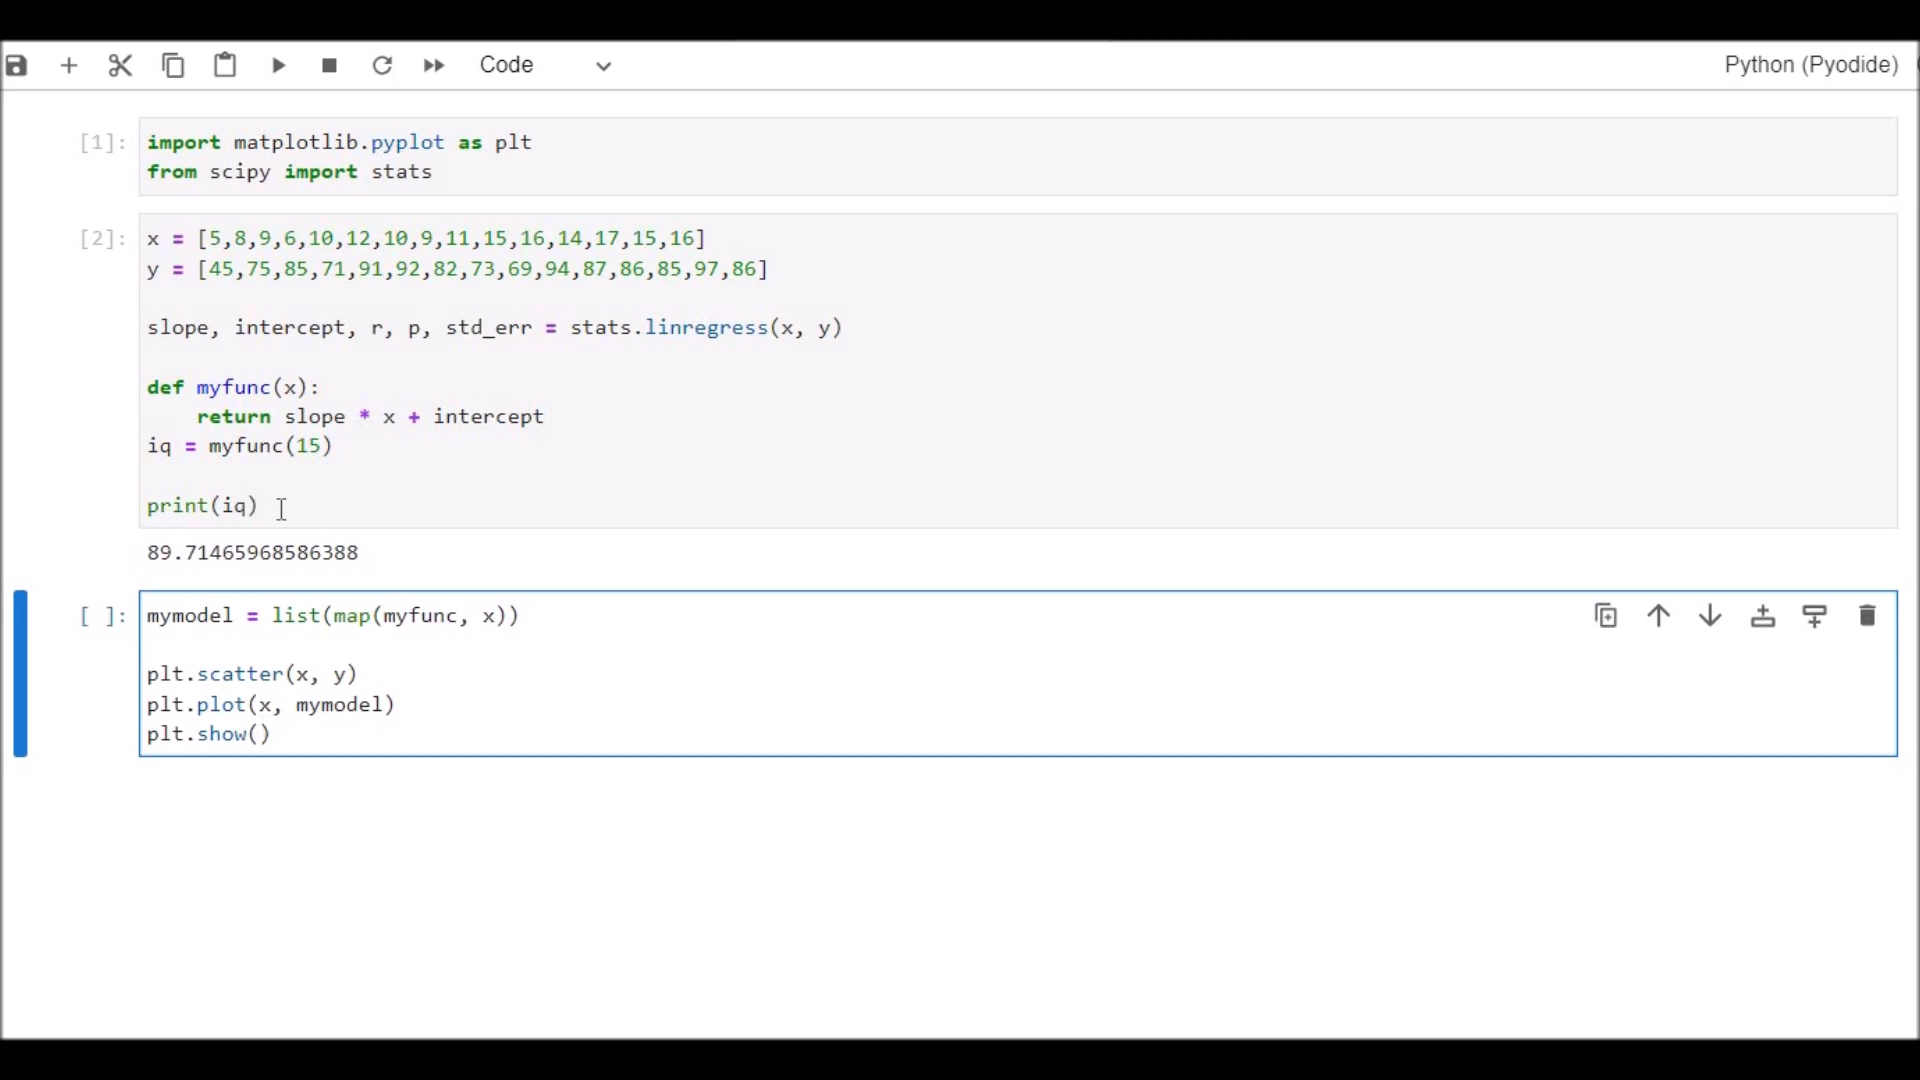 Code
Python (Pyodide)
[1]:
import matplotlib.pyplot as plt
from scipy import stats
[2]:
x = [5,8,9,6,10,12,10,9,11,15,16,14,17,15,16]
y = [45,75,85,71,91,92,82,73,69,94,87,86,85,97,86]
slope, intercept, r, p, std_err = stats.linregress(x, y)
def myfunc(x):
    return slope * x + intercept
iq = myfunc(15)
print(iq)
89.71465968586388
[ ]:
mymodel = list(map(myfunc, x))
plt.scatter(x, y)
plt.plot(x, mymodel)
plt.show()